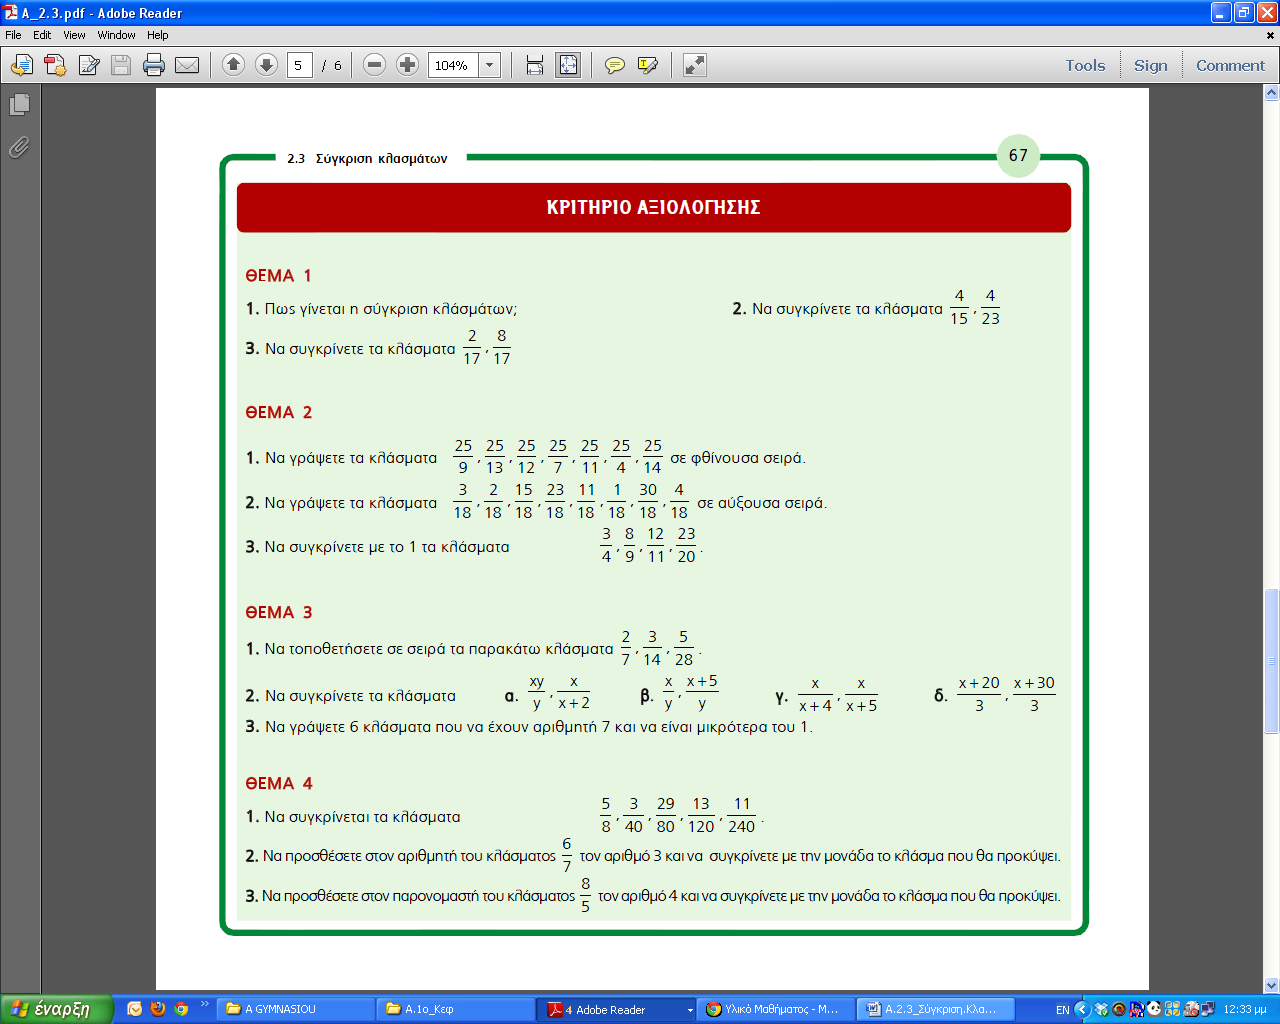 A_2.3.pdf - Adobe Reader
File Edit View Window Help
5 / 6 104% Tools Sign Comment
2.3 Σύγκριση κλασμάτων 67
ΚΡΙΤΗΡΙΟ ΑΞΙΟΛΟΓΗΣΗΣ
ΘΕΜΑ 1
1. Πως γίνεται η σύγκριση κλάσμάτων; 2. Να συγκρίνετε τα κλάσματα 4/15 , 4/23
3. Να συγκρίνετε τα κλάσματα 2/17 , 8/17
ΘΕΜΑ 2
1. Να γράψετε τα κλάσματα 25/9 , 25/13 , 25/12 , 25/7 , 25/11 , 25/4 , 25/14 σε φθίνουσα σειρά.
2. Να γράψετε τα κλάσματα 3/18 , 2/18 , 15/18 , 23/18 , 11/18 , 1/18 , 30/18 , 4/18 σε αύξουσα σειρά.
3. Να συγκρίνετε με το 1 τα κλάσματα 3/4 , 8/9 , 12/11 , 23/20 .
ΘΕΜΑ 3
1. Να τοποθετήσετε σε σειρά τα παρακάτω κλάσματα 2/7 , 3/14 , 5/28 .
2. Να συγκρίνετε τα κλάσματα α. xy/y , x/x+2 β. x/y , x+5/y γ. x/x+4 , x/x+5 δ. x+20/3 , x+30/3
3. Να γράψετε 6 κλάσματα που να έχουν αριθμητή 7 και να είναι μικρότερα του 1.
ΘΕΜΑ 4
1. Να συγκρίνεται τα κλάσματα 5/8 , 3/40 , 29/80 , 13/120 , 11/240 .
2. Να προσθέσετε στον αριθμητή του κλάσματος 6/7 τον αριθμό 3 και να συγκρίνετε με την μονάδα το κλάσμα που θα προκύψει.
3. Να προσθέσετε στον παρονομαστή του κλάσματος 8/5 τον αριθμό 4 και να συγκρίνετε με την μονάδα το κλάσμα που θα προκύψει.
έναρξη A GYMNASIOU Α.1ο_Κεφ 4 Adobe Reader Υλικό Μαθήματος - M... Α.2.3_Σύγκριση.Κλα... EN 12:33 μμ